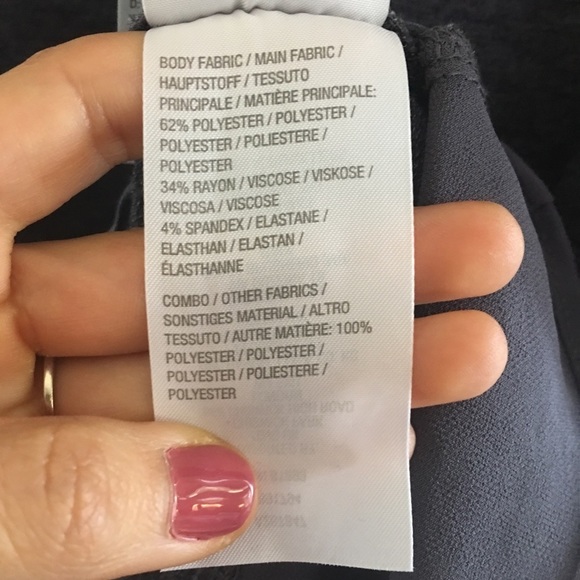 BODY FABRIC / MAIN FABRIC /
HAUPTSTOFF / TESSUTO
PRINCIPALE / MATIÈRE PRINCIPALE:
62% POLYESTER / POLYESTER /
POLYESTER / POLIESTERE /
POLYESTER
34% RAYON / VISCOSE / VISKOSE /
VISCOSA / VISCOSE
4% SPANDEX / ELASTANE /
ELASTHAN / ELASTAN /
ÉLASTHANNE
COMBO / OTHER FABRICS /
SONSTIGES MATERIAL / ALTRO
TESSUTO / AUTRE MATIÈRE: 100%
POLYESTER / POLYESTER /
POLYESTER / POLIESTERE /
POLYESTER